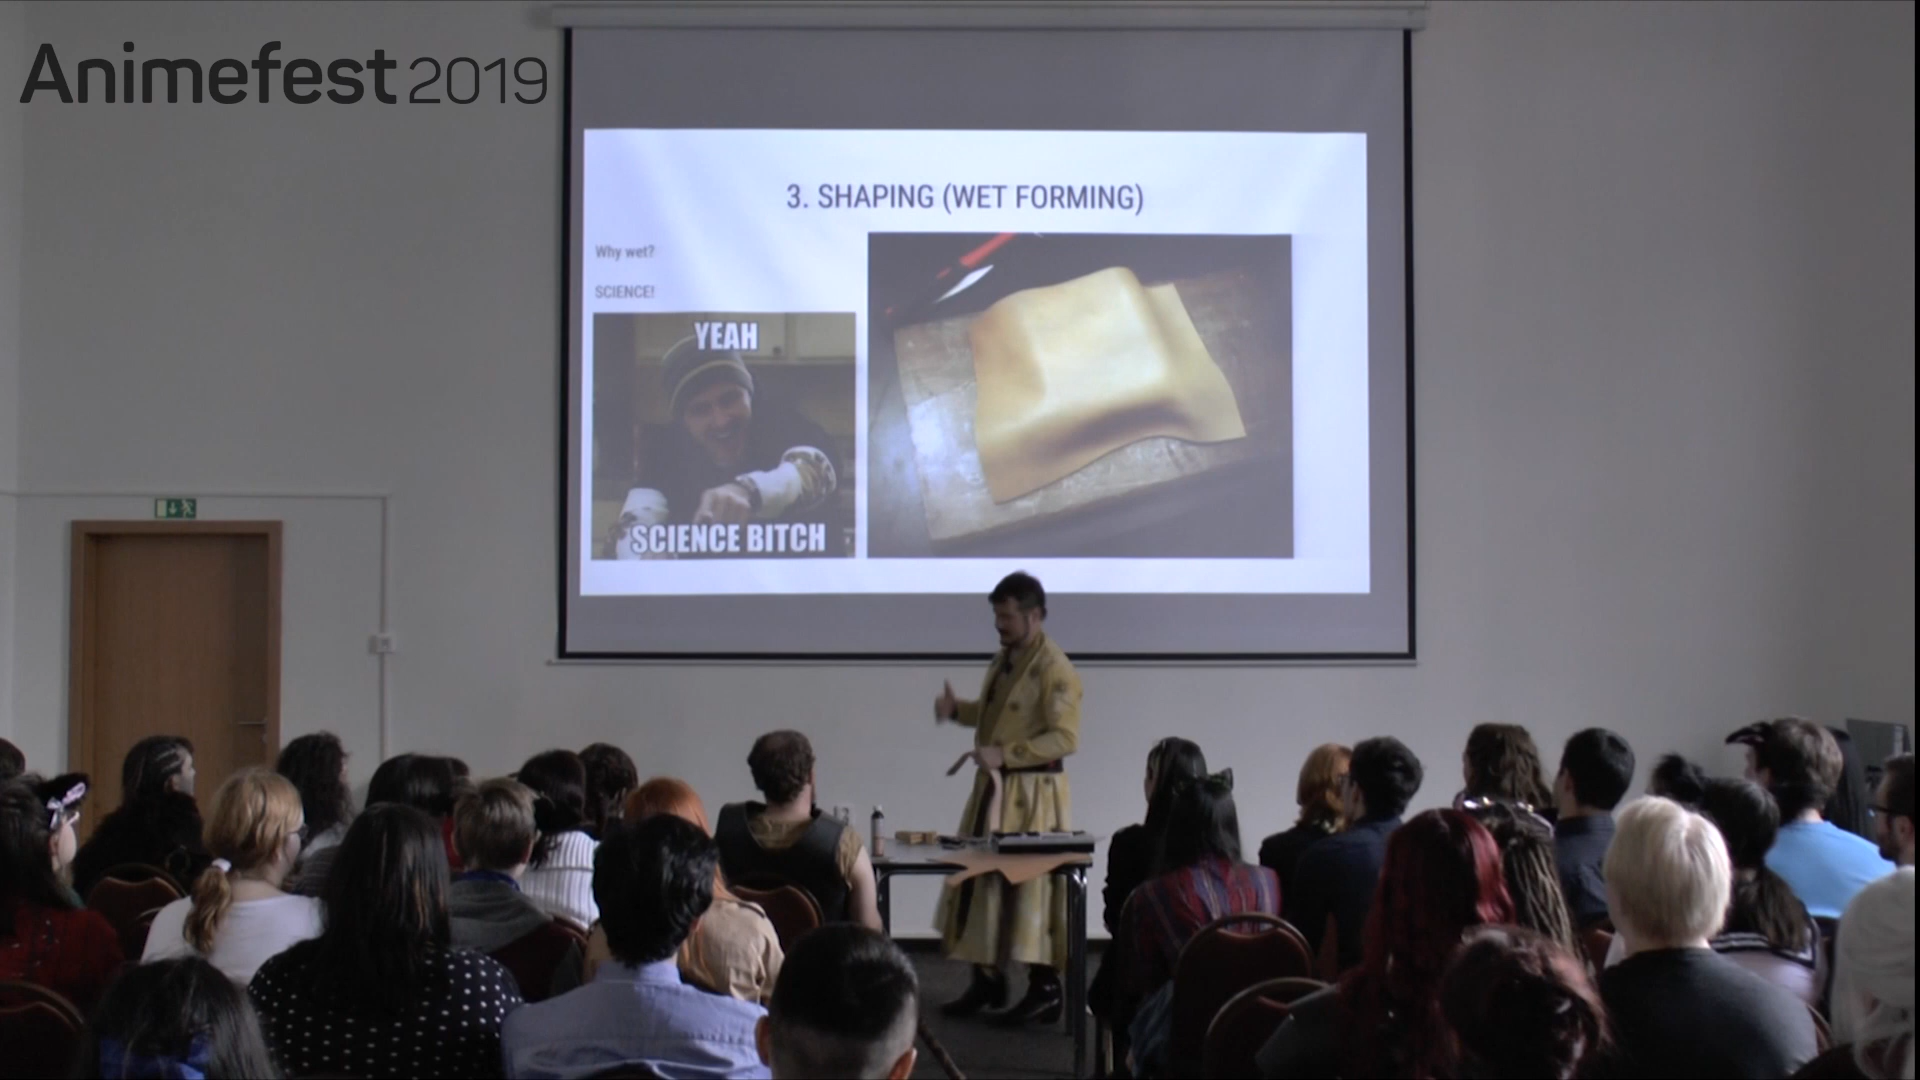 Animefest 2019
3. SHAPING (WET FORMING)
Why wet?
SCIENCE!
YEAH
SCIENCE BITCH